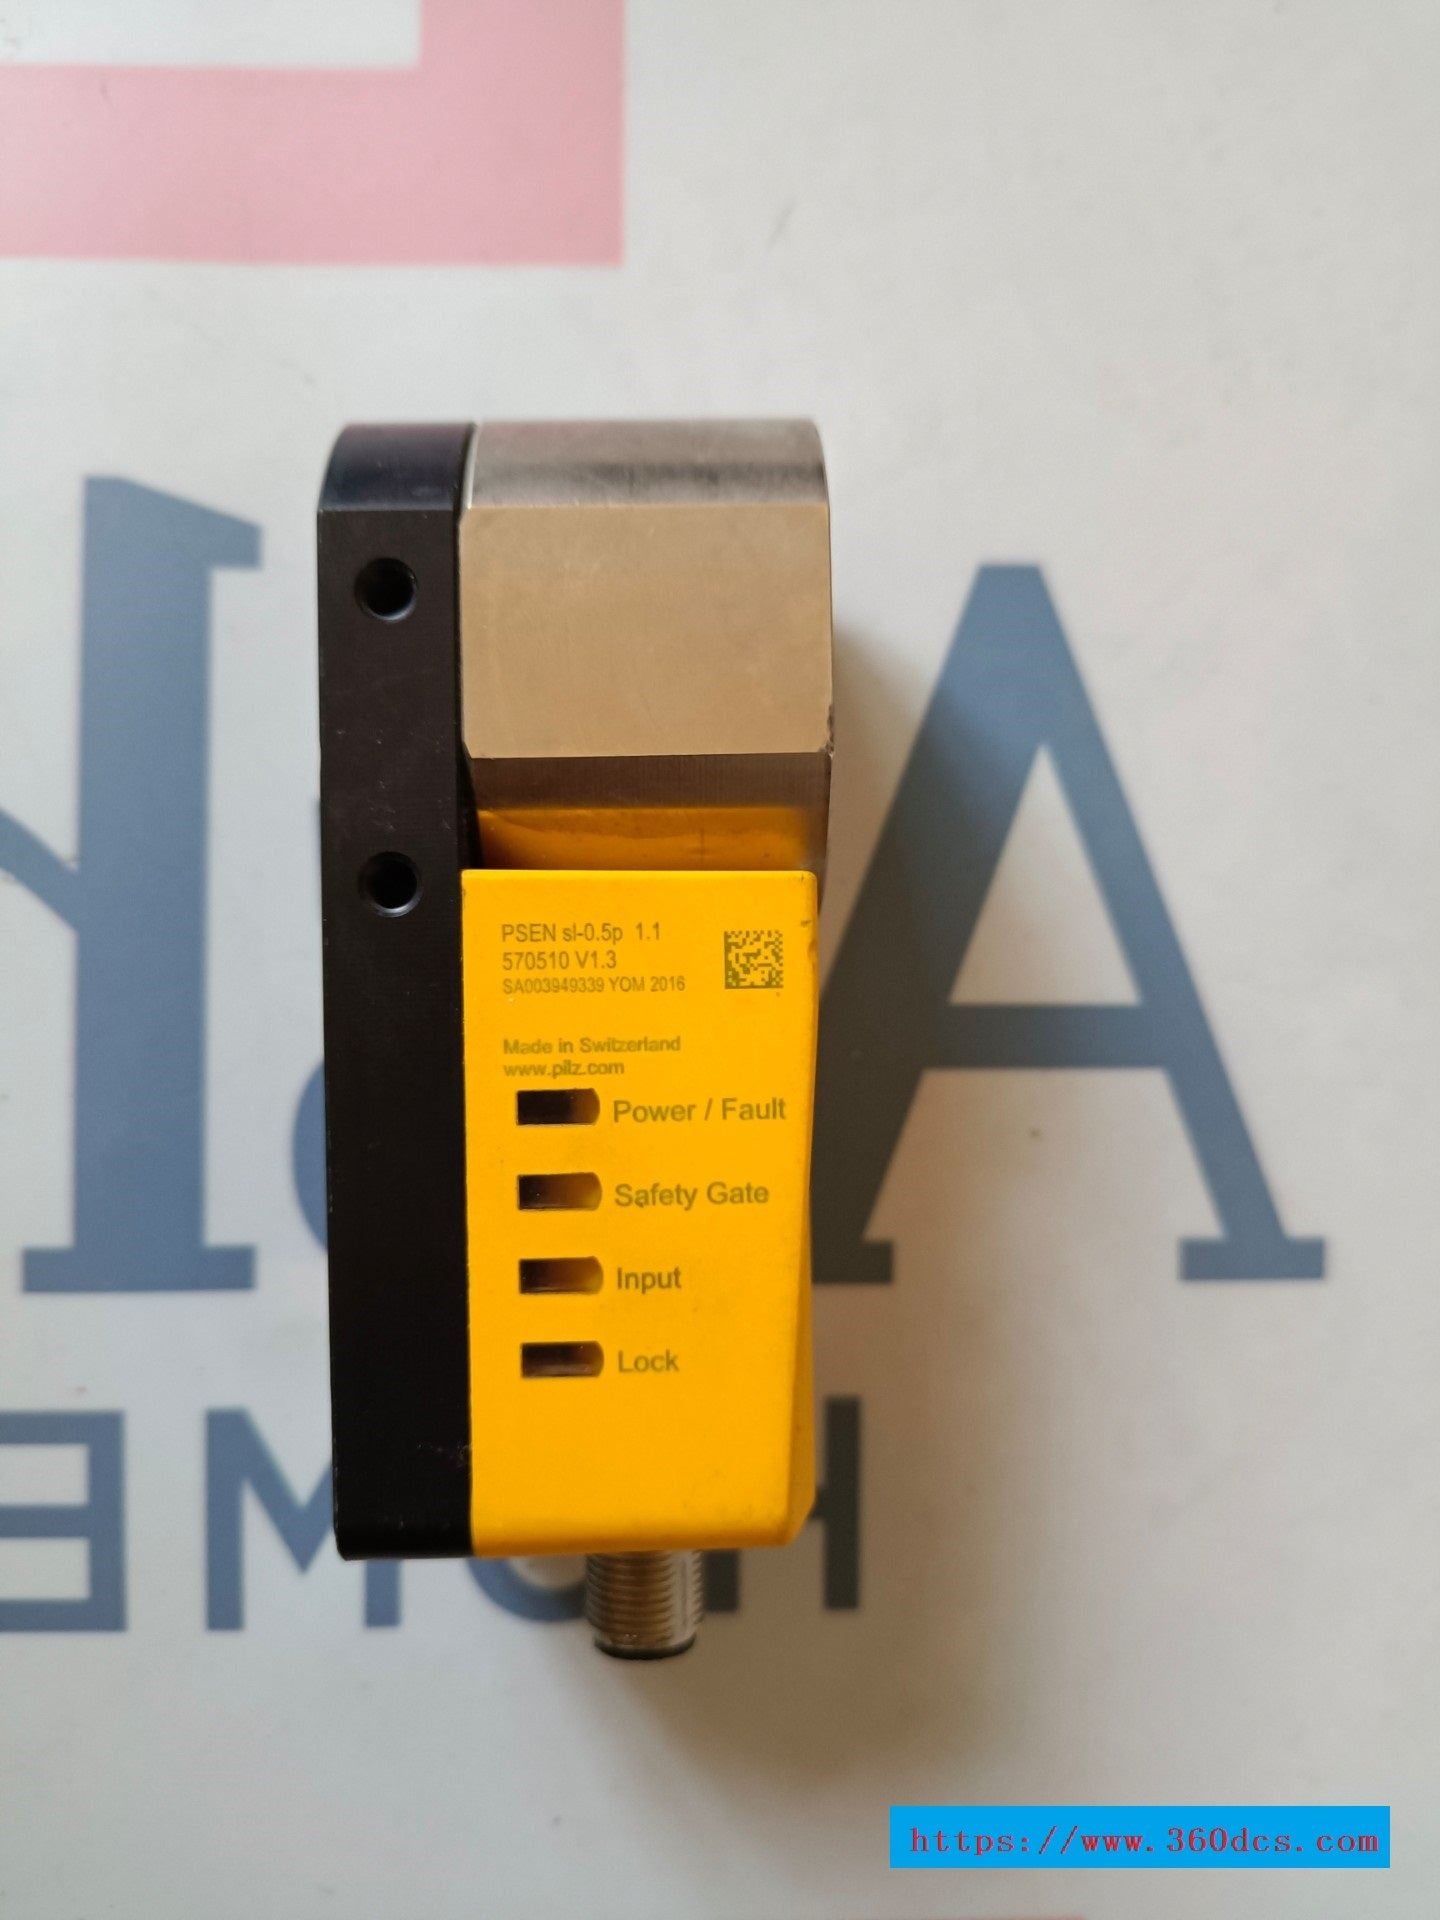 PSEN sl-0.5p 1.1
570510 V1.3
SA003949339 YOM 2016
Made in Switzerland
www.pilz.com
Power / Fault
Safety Gate
Input
Lock
https://www.360dcs.com